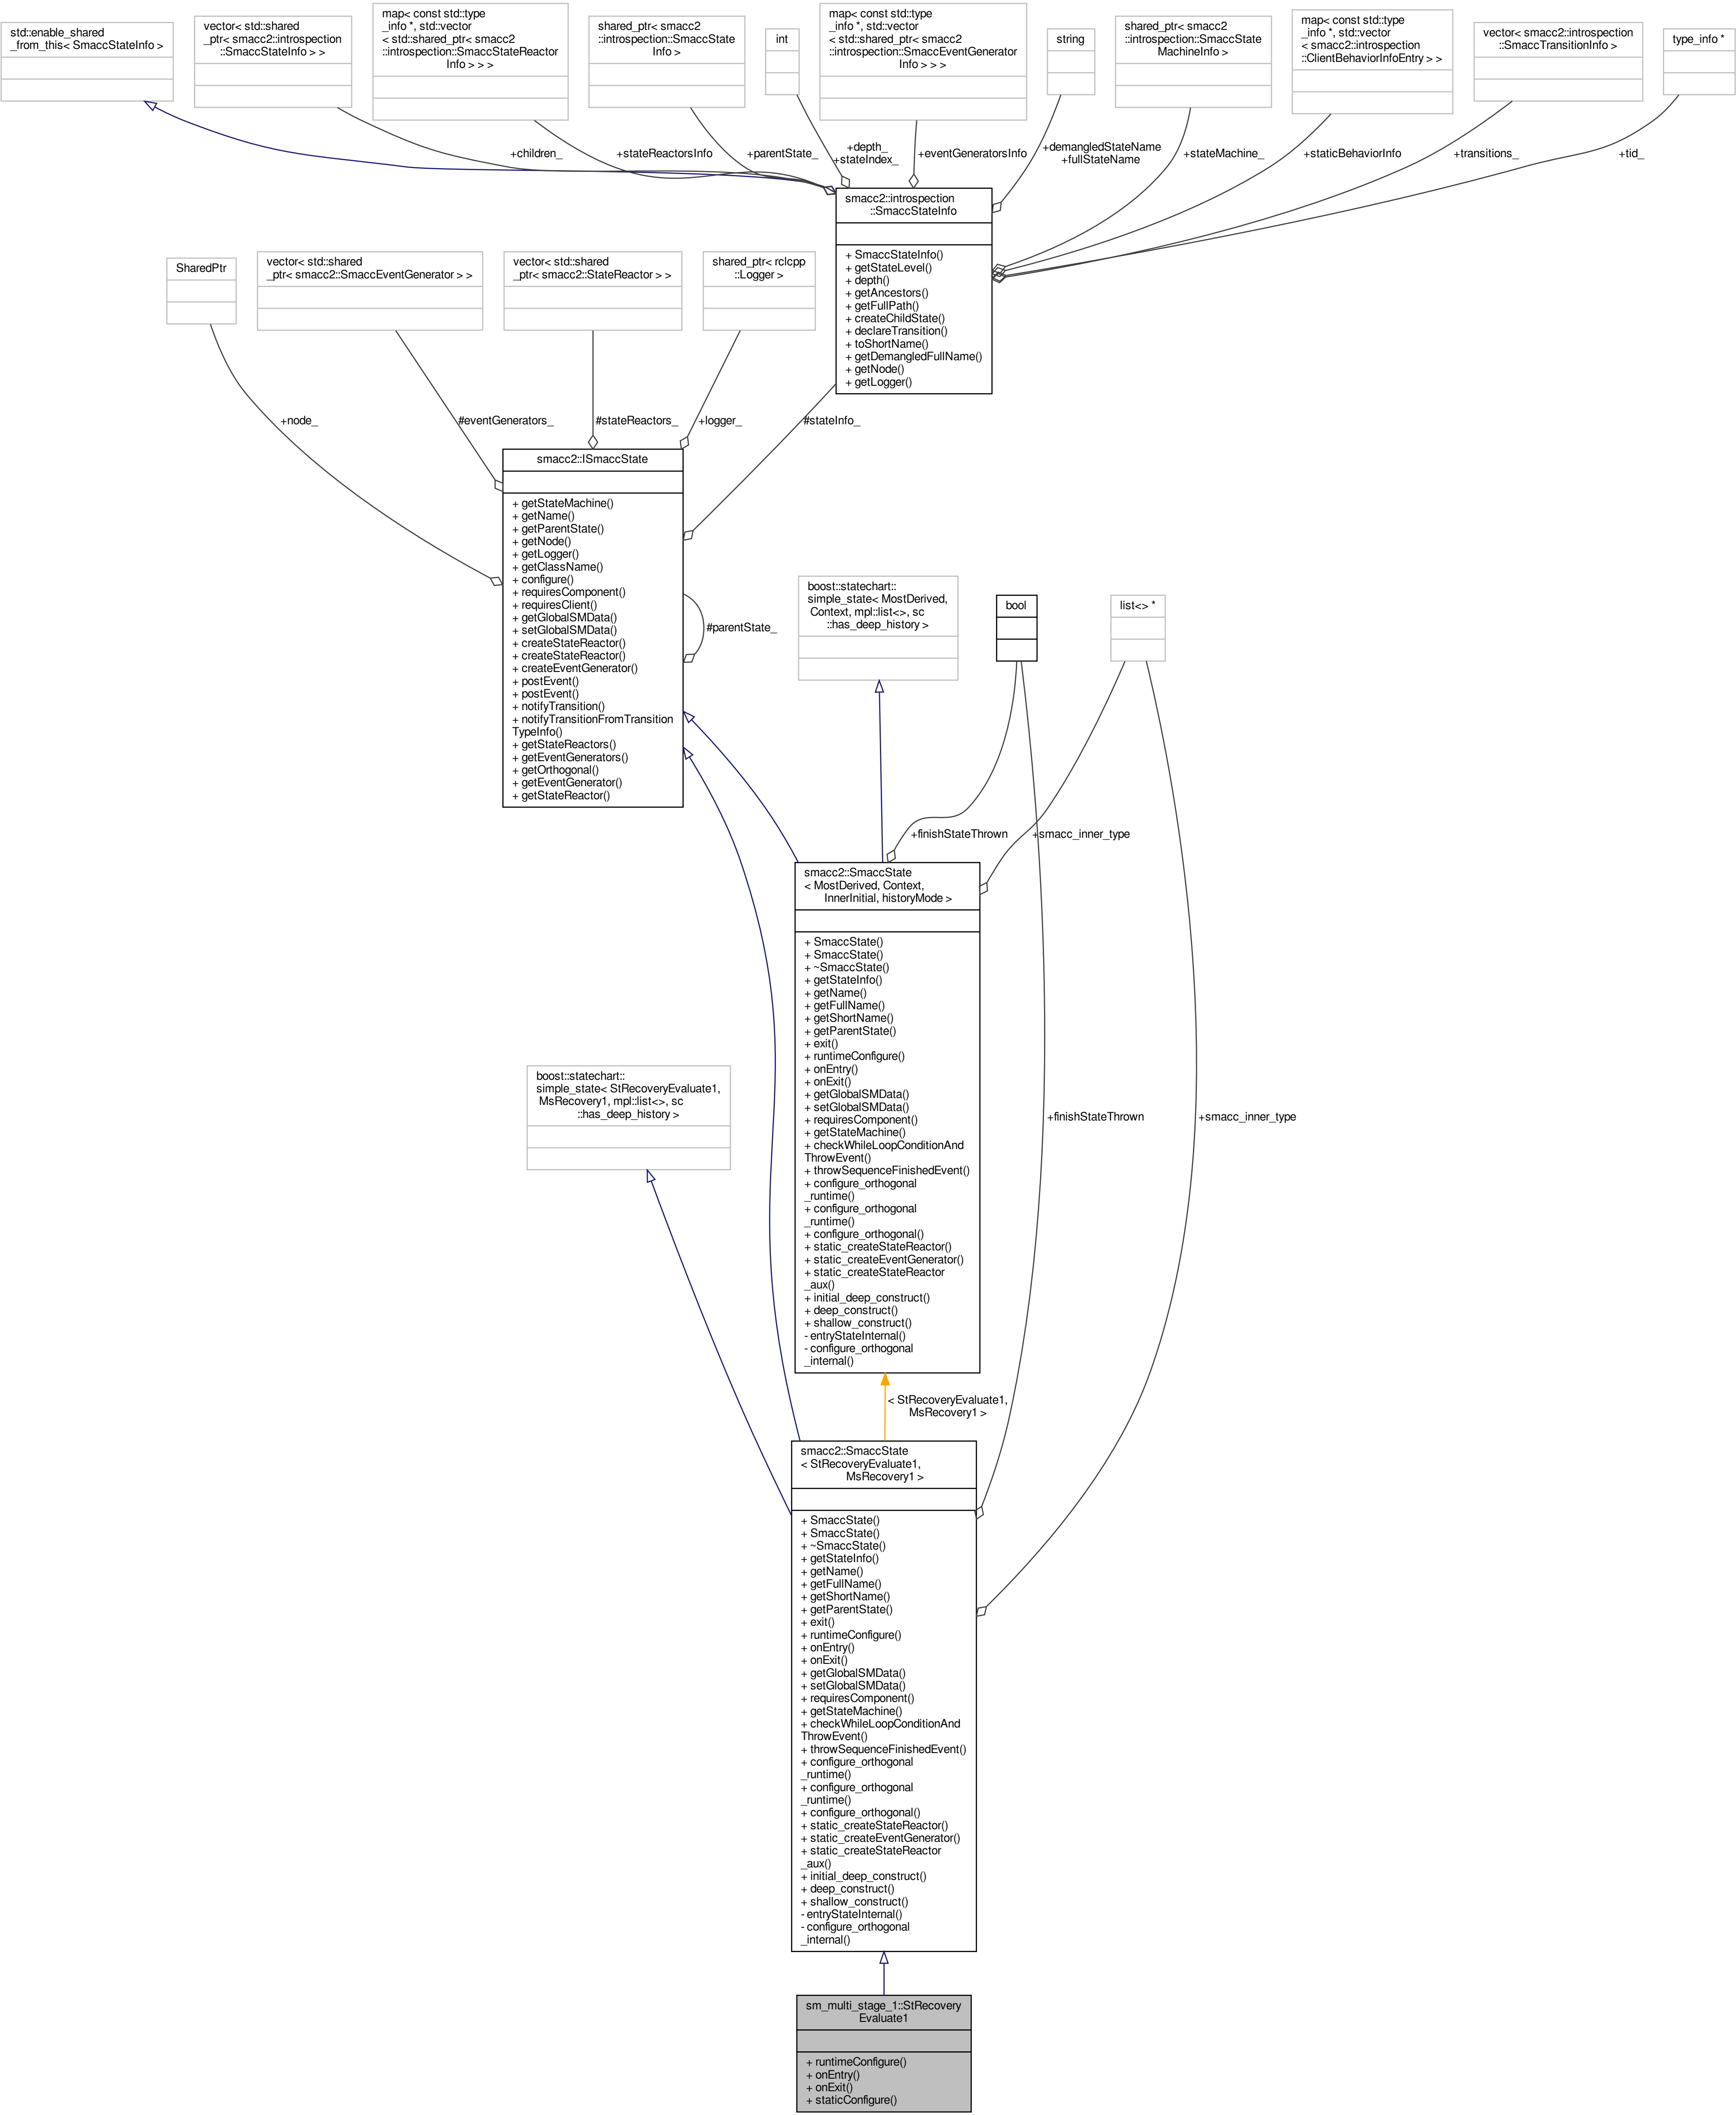 std::enable_shared
_from_this< SmaccStateInfo >
vector< std::shared
_ptr< smacc2::introspection
::SmaccStateInfo > >
map< const std::type
_info *, std::vector
< std::shared_ptr< smacc2
::introspection::SmaccStateReactor
Info > > >
shared_ptr< smacc2
::introspection::SmaccState
Info >
int
map< const std::type
_info *, std::vector
< std::shared_ptr< smacc2
::introspection::SmaccEventGenerator
Info > > >
string
shared_ptr< smacc2
::introspection::SmaccState
MachineInfo >
map< const std::type
_info *, std::vector
< smacc2::introspection
::ClientBehaviorInfoEntry > >
vector< smacc2::introspection
::SmaccTransitionInfo >
type_info *
+children_
+stateReactorsInfo
+parentState_
+depth_
+stateIndex_
+eventGeneratorsInfo
+demangledStateName
+fullStateName
+stateMachine_
+staticBehaviorInfo
+transitions_
+tid_
smacc2::introspection
::SmaccStateInfo
+ SmaccStateInfo()
+ getStateLevel()
+ depth()
+ getAncestors()
+ getFullPath()
+ createChildState()
+ declareTransition()
+ toShortName()
+ getDemangledFullName()
+ getNode()
+ getLogger()
SharedPtr
vector< std::shared
_ptr< smacc2::SmaccEventGenerator > >
vector< std::shared
_ptr< smacc2::StateReactor > >
shared_ptr< rclcpp
::Logger >
+node_
#eventGenerators_
#stateReactors_
+logger_
#stateInfo_
smacc2::ISmaccState
+ getStateMachine()
+ getName()
+ getParentState()
+ getNode()
+ getLogger()
+ getClassName()
+ configure()
+ requiresComponent()
+ requiresClient()
+ getGlobalSMData()
+ setGlobalSMData()
+ createStateReactor()
+ createStateReactor()
+ createEventGenerator()
+ postEvent()
+ postEvent()
+ notifyTransition()
+ notifyTransitionFromTransition
TypeInfo()
+ getStateReactors()
+ getEventGenerators()
+ getOrthogonal()
+ getEventGenerator()
+ getStateReactor()
#parentState_
boost::statechart::
simple_state< MostDerived,
Context, mpl::list<>, sc
::has_deep_history >
bool
list<> *
+finishStateThrown
+smacc_inner_type
smacc2::SmaccState
< MostDerived, Context,
InnerInitial, historyMode >
+ SmaccState()
+ SmaccState()
+ ~SmaccState()
+ getStateInfo()
+ getName()
+ getFullName()
+ getShortName()
+ getParentState()
+ exit()
+ runtimeConfigure()
+ onEntry()
+ onExit()
+ getGlobalSMData()
+ setGlobalSMData()
+ requiresComponent()
+ getStateMachine()
+ checkWhileLoopConditionAnd
ThrowEvent()
+ throwSequenceFinishedEvent()
+ configure_orthogonal
_runtime()
+ configure_orthogonal
_runtime()
+ configure_orthogonal()
+ static_createStateReactor()
+ static_createEventGenerator()
+ static_createStateReactor
_aux()
+ initial_deep_construct()
+ deep_construct()
+ shallow_construct()
- entryStateInternal()
- configure_orthogonal
_internal()
boost::statechart::
simple_state< StRecoveryEvaluate1,
MsRecovery1, mpl::list<>, sc
::has_deep_history >
+finishStateThrown
+smacc_inner_type
< StRecoveryEvaluate1,
MsRecovery1 >
smacc2::SmaccState
< StRecoveryEvaluate1,
MsRecovery1 >
+ SmaccState()
+ SmaccState()
+ ~SmaccState()
+ getStateInfo()
+ getName()
+ getFullName()
+ getShortName()
+ getParentState()
+ exit()
+ runtimeConfigure()
+ onEntry()
+ onExit()
+ getGlobalSMData()
+ setGlobalSMData()
+ requiresComponent()
+ getStateMachine()
+ checkWhileLoopConditionAnd
ThrowEvent()
+ throwSequenceFinishedEvent()
+ configure_orthogonal
_runtime()
+ configure_orthogonal
_runtime()
+ configure_orthogonal()
+ static_createStateReactor()
+ static_createEventGenerator()
+ static_createStateReactor
_aux()
+ initial_deep_construct()
+ deep_construct()
+ shallow_construct()
- entryStateInternal()
- configure_orthogonal
_internal()
sm_multi_stage_1::StRecovery
Evaluate1
+ runtimeConfigure()
+ onEntry()
+ onExit()
+ staticConfigure()